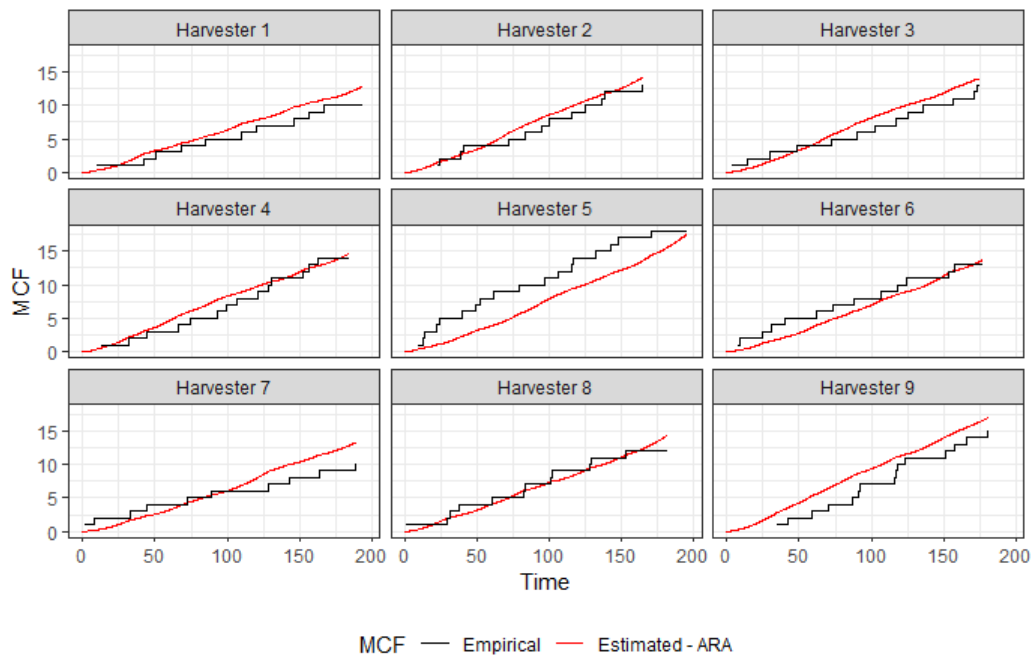 Harvester 1 Harvester 2 Harvester 3
15
10
5
0
Harvester 4 Harvester 5 Harvester 6
15
10
5
0
MCF
Harvester 7 Harvester 8 Harvester 9
15
10
5
0
0 50 100 150 200 0 50 100 150 200 0 50 100 150 200
Time
MCF Empirical Estimated - ARA